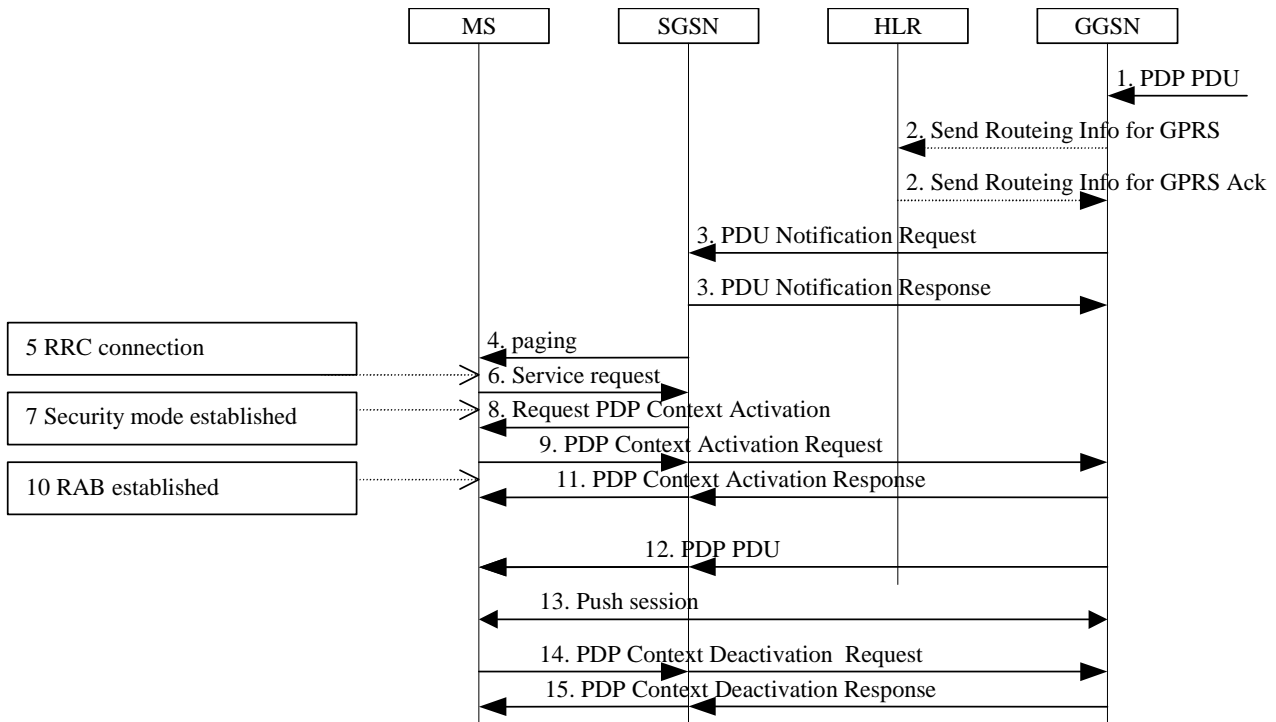 MS
SGSN
HLR
GGSN
1. PDP PDU
2. Send Routeing Info for GPRS
2. Send Routeing Info for GPRS Ack
3. PDU Notification Request
3. PDU Notification Response
4. paging
5 RRC connection
6. Service request
7 Security mode established
8. Request PDP Context Activation
9. PDP Context Activation Request
10 RAB established
11. PDP Context Activation Response
12. PDP PDU
13. Push session
14. PDP Context Deactivation  Request
15. PDP Context Deactivation Response